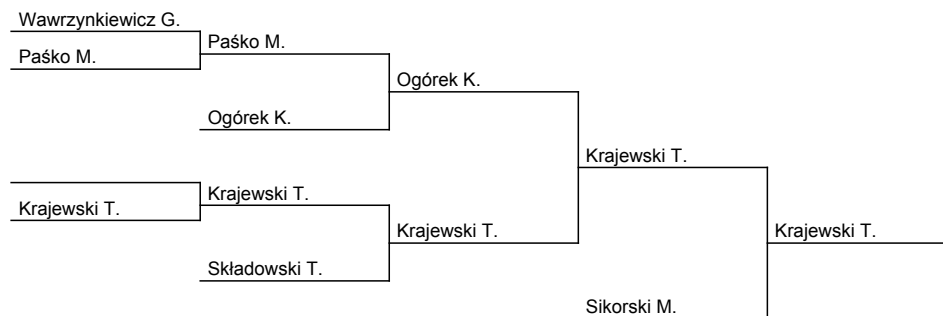 Wawrzynkiewicz G.
Paśko M.
Paśko M.
Ogórek K.
Ogórek K.
Krajewski T.
Krajewski T.
Krajewski T.
Krajewski T.
Krajewski T.
Składowski T.
Sikorski M.